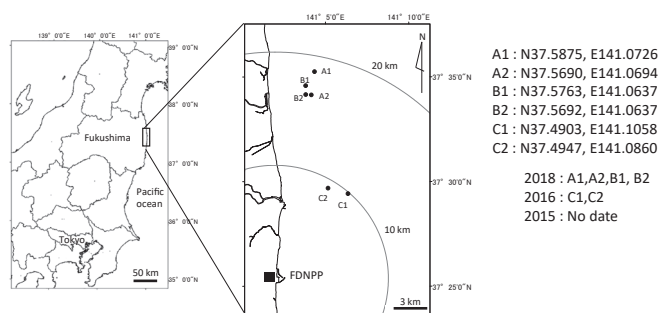 139° 0'E 140° 0'E 141° 0'E
39° 0'0"N
38° 0'0"N
37° 0'0"N
36° 0'0"N
35° 0'0"N
Fukushima
Pacific
ocean
Tokyo
50 km
141° 5'0"E 141° 10'0"E
N
20 km
A1
B1
B2 A2
37° 35'0"N
37° 30'0"N
C2 C1
10 km
FDNPP
37° 25'0"N
3 km
A1 : N37.5875, E141.0726
A2 : N37.5690, E141.0694
B1 : N37.5763, E141.0637
B2 : N37.5692, E141.0637
C1 : N37.4903, E141.1058
C2 : N37.4947, E141.0860
2018 : A1,A2,B1, B2
2016 : C1,C2
2015 : No date